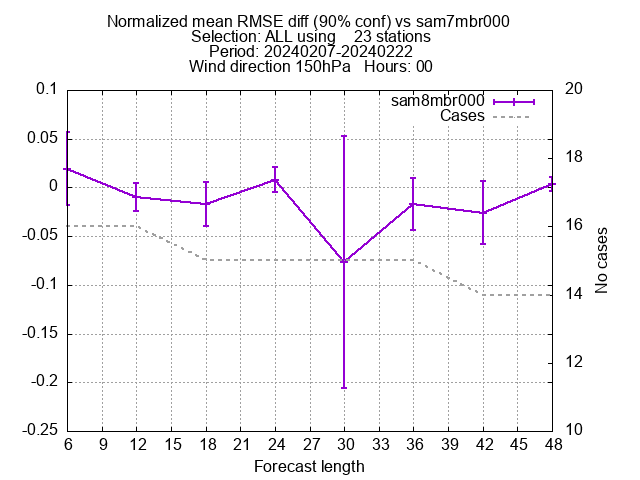 Normalized mean RMSE diff (90% conf) vs sam7mbr000
Selection: ALL using    23 stations
Period: 20240207-20240222
Wind direction 150hPa   Hours: 00
sam8mbr000
Cases
0.1
0.05
0
-0.05
-0.1
-0.15
-0.2
-0.25
20
18
16
14
12
10
No cases
6 9 12 15 18 21 24 27 30 33 36 39 42 45 48
Forecast length